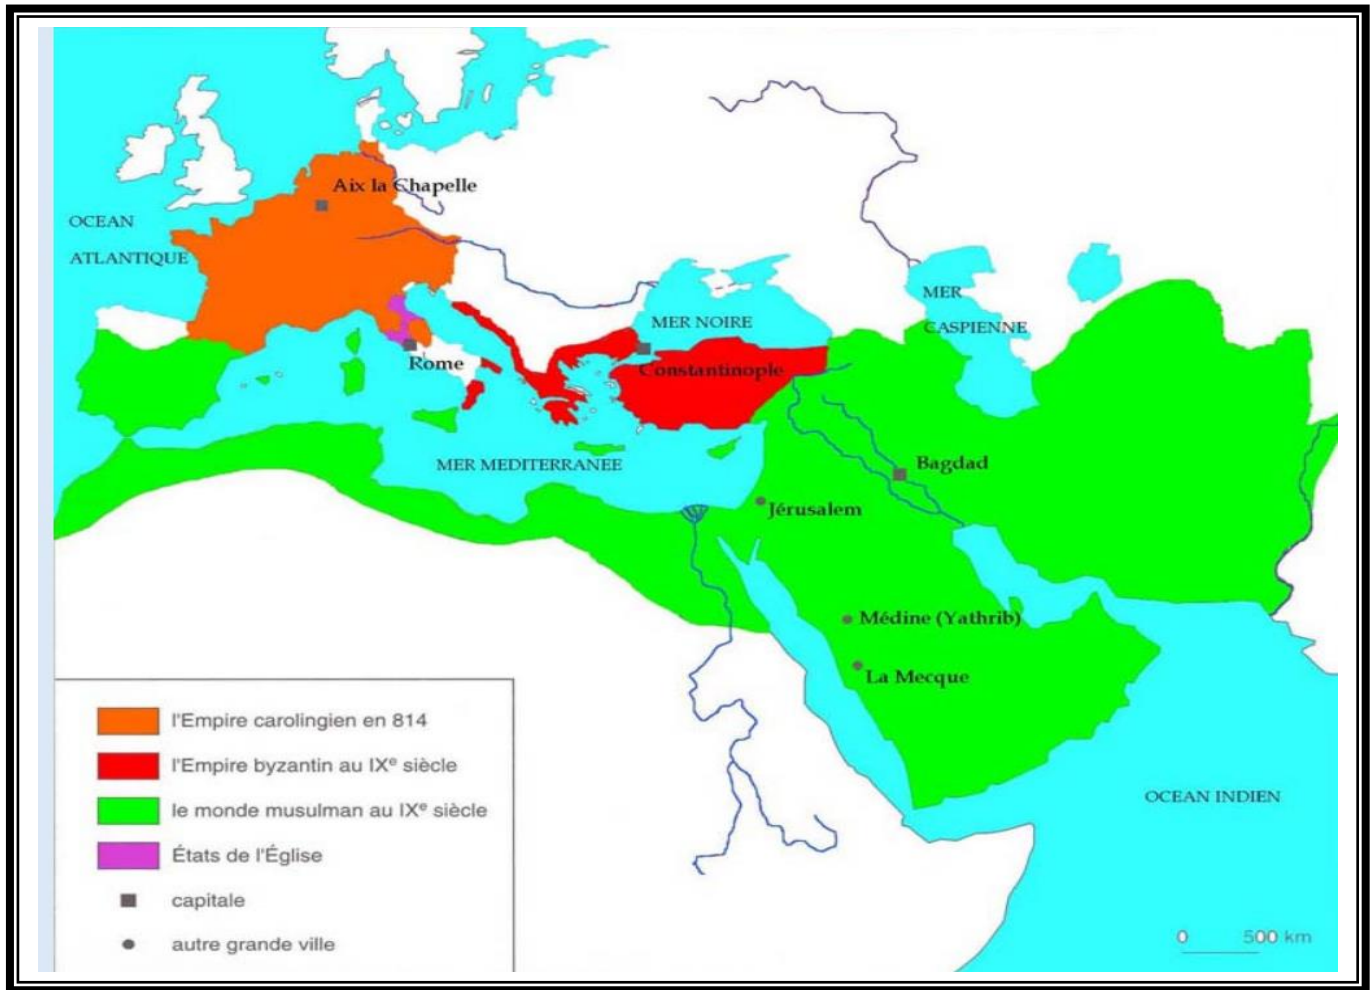 Aix la Chapelle
OCEAN
ATLANTIQUE
MER
CASPIENNE
MER NOIRE
Rome
Constantinople
MER MEDITERRANEE
Bagdad
Jérusalem
Médine (Yathrib)
La Mecque
OCEAN INDIEN
l'Empire carolingien en 814
l'Empire byzantin au IXe siècle
le monde musulman au IXe siècle
États de l'Église
capitale
autre grande ville
0 500 km